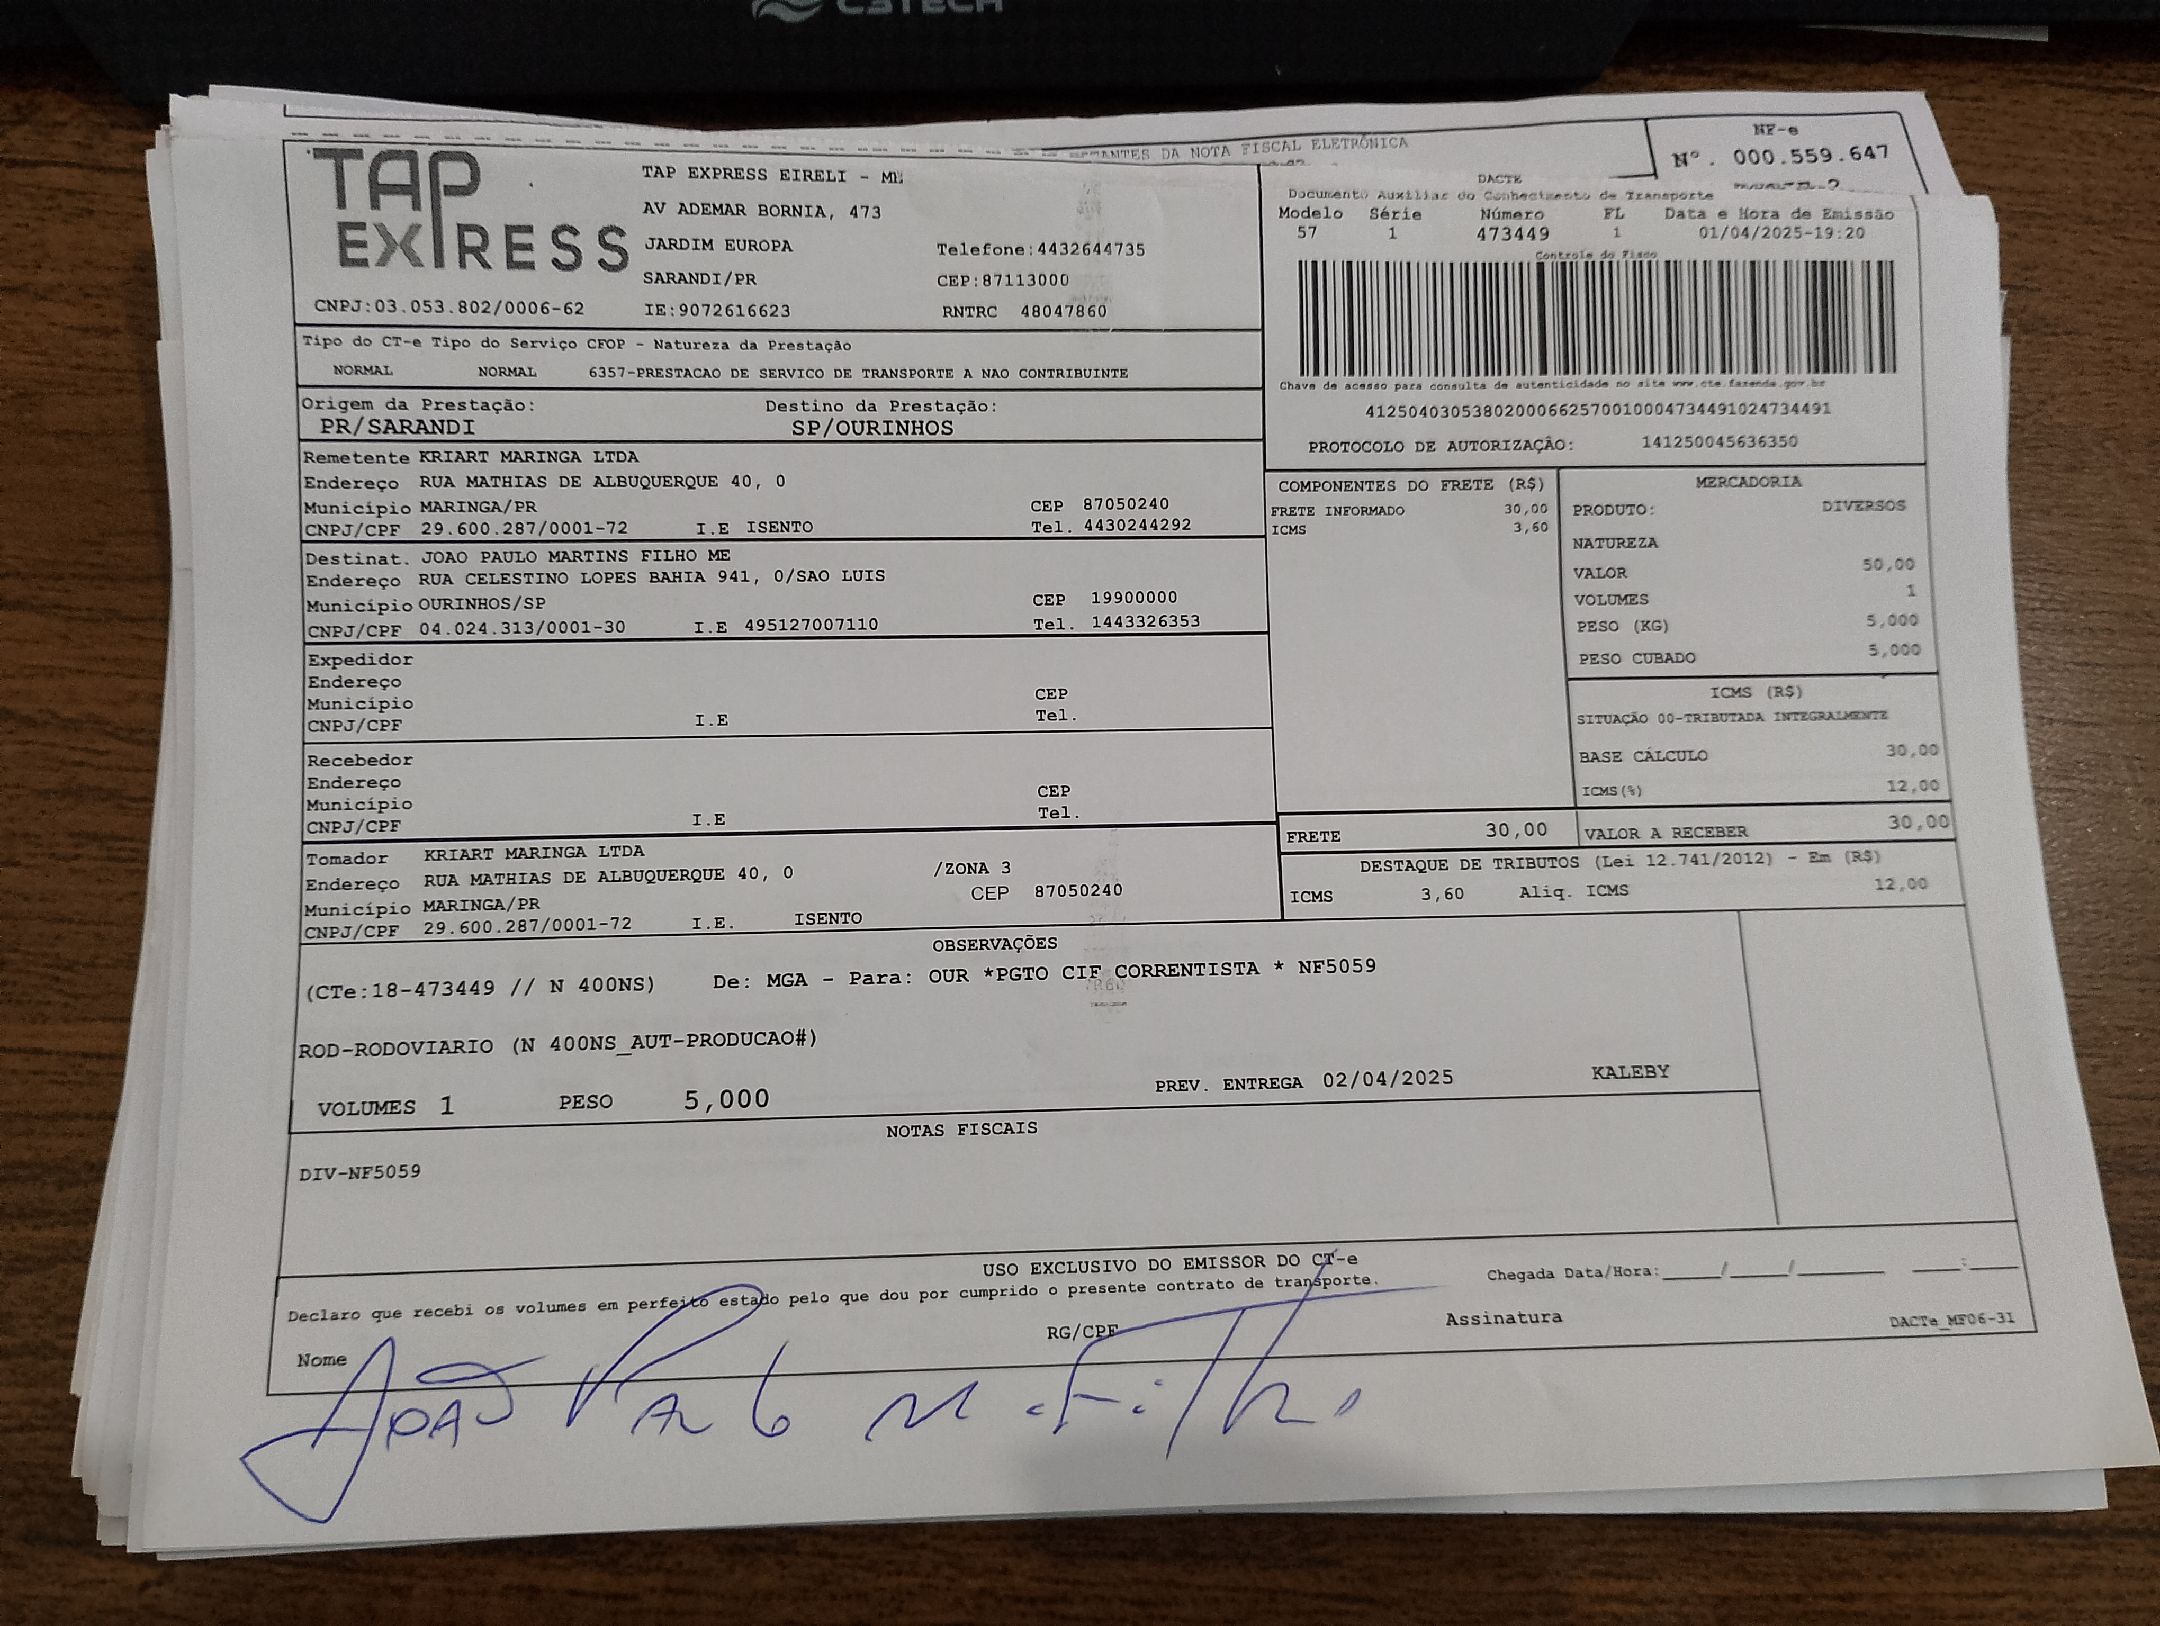 C3TECH
DA NOTA FISCAL ELETRÔNICA
NF-e
Nº. 000.559.647
TAP
EXPRESS
CNPJ:03.053.802/0006-62
TAP EXPRESS EIRELI - ME
AV ADEMAR BORNIA, 473
JARDIM EUROPA
Telefone:4432644735
SARANDI/PR
CEP:87113000
IE:9072616623
RNTRC 48047860
DACTE
Documento Auxiliar do Conhecimento de Transporte
Modelo Série Número FL Data e Hora de Emissão
57 1 473449 1 01/04/2025-19:20
Controle do Fisco
Chave de acesso para consulta de autenticidade no site www.cte.fazenda.gov.br
41250403053802000662570010004734491024734491
PROTOCOLO DE AUTORIZAÇÃO: 141250045636350
Tipo do CT-e Tipo do Serviço CFOP - Natureza da Prestação
NORMAL NORMAL 6357-PRESTACAO DE SERVICO DE TRANSPORTE A NAO CONTRIBUINTE
Origem da Prestação: Destino da Prestação:
PR/SARANDI SP/OURINHOS
Remetente KRIART MARINGA LTDA
Endereço RUA MATHIAS DE ALBUQUERQUE 40, 0
Município MARINGA/PR CEP 87050240
CNPJ/CPF 29.600.287/0001-72 I.E ISENTO Tel. 4430244292
Destinat. JOAO PAULO MARTINS FILHO ME
Endereço RUA CELESTINO LOPES BAHIA 941, 0/SAO LUIS
Município OURINHOS/SP CEP 19900000
CNPJ/CPF 04.024.313/0001-30 I.E 495127007110 Tel. 1443326353
Expedidor
Endereço
Município CEP
CNPJ/CPF I.E Tel.
Recebedor
Endereço
Município CEP
CNPJ/CPF I.E Tel.
Tomador KRIART MARINGA LTDA
Endereço RUA MATHIAS DE ALBUQUERQUE 40, 0 /ZONA 3
Município MARINGA/PR CEP 87050240
CNPJ/CPF 29.600.287/0001-72 I.E. ISENTO
COMPONENTES DO FRETE (R$)
FRETE INFORMADO 30,00
ICMS 3,60
MERCADORIA
PRODUTO: DIVERSOS
NATUREZA
VALOR 50,00
VOLUMES 1
PESO (KG) 5,000
PESO CUBADO 5,000
ICMS (R$)
SITUAÇÃO 00-TRIBUTADA INTEGRALMENTE
BASE CÁLCULO 30,00
ICMS(%) 12,00
FRETE 30,00 VALOR A RECEBER 30,00
DESTAQUE DE TRIBUTOS (Lei 12.741/2012) - Em (R$)
ICMS 3,60 Aliq. ICMS 12,00
OBSERVAÇÕES
(CTe:18-473449 // N 400NS) De: MGA - Para: OUR *PGTO CIF CORRENTISTA * NF5059
ROD-RODOVIARIO (N 400NS_AUT-PRODUCAO#)
VOLUMES 1 PESO 5,000 PREV. ENTREGA 02/04/2025 KALEBY
NOTAS FISCAIS
DIV-NF5059
USO EXCLUSIVO DO EMISSOR DO CT-e
Declaro que recebi os volumes em perfeito estado pelo que dou por cumprido o presente contrato de transporte.
Chegada Data/Hora:_____/_____/________ ____:____
Nome RG/CPF Assinatura DACTe_MF06-31
João Paulo M. Filho